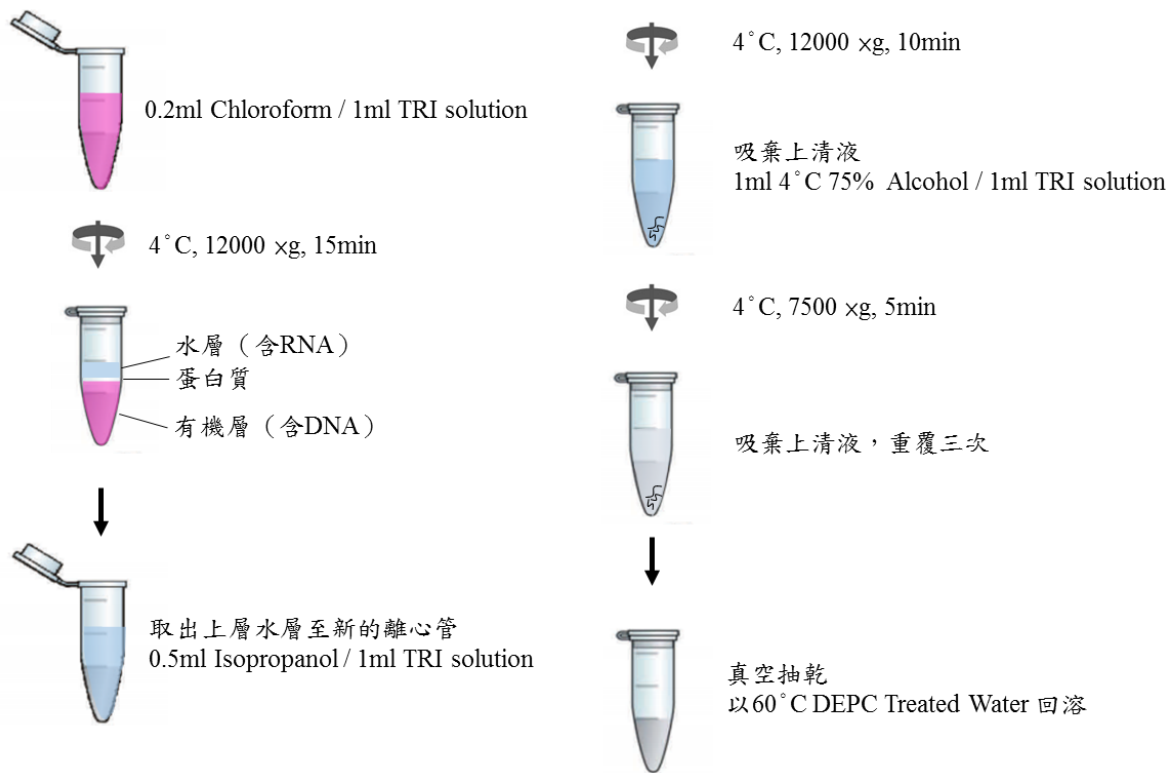 0.2ml Chloroform / 1ml TRI solution
4˚C, 12000 ×g, 15min
水層（含RNA）
蛋白質
有機層（含DNA）
取出上層水層至新的離心管
0.5ml Isopropanol / 1ml TRI solution
4˚C, 12000 ×g, 10min
吸棄上清液
1ml 4˚C 75% Alcohol / 1ml TRI solution
4˚C, 7500 ×g, 5min
吸棄上清液，重覆三次
真空抽乾
以60˚C DEPC Treated Water 回溶